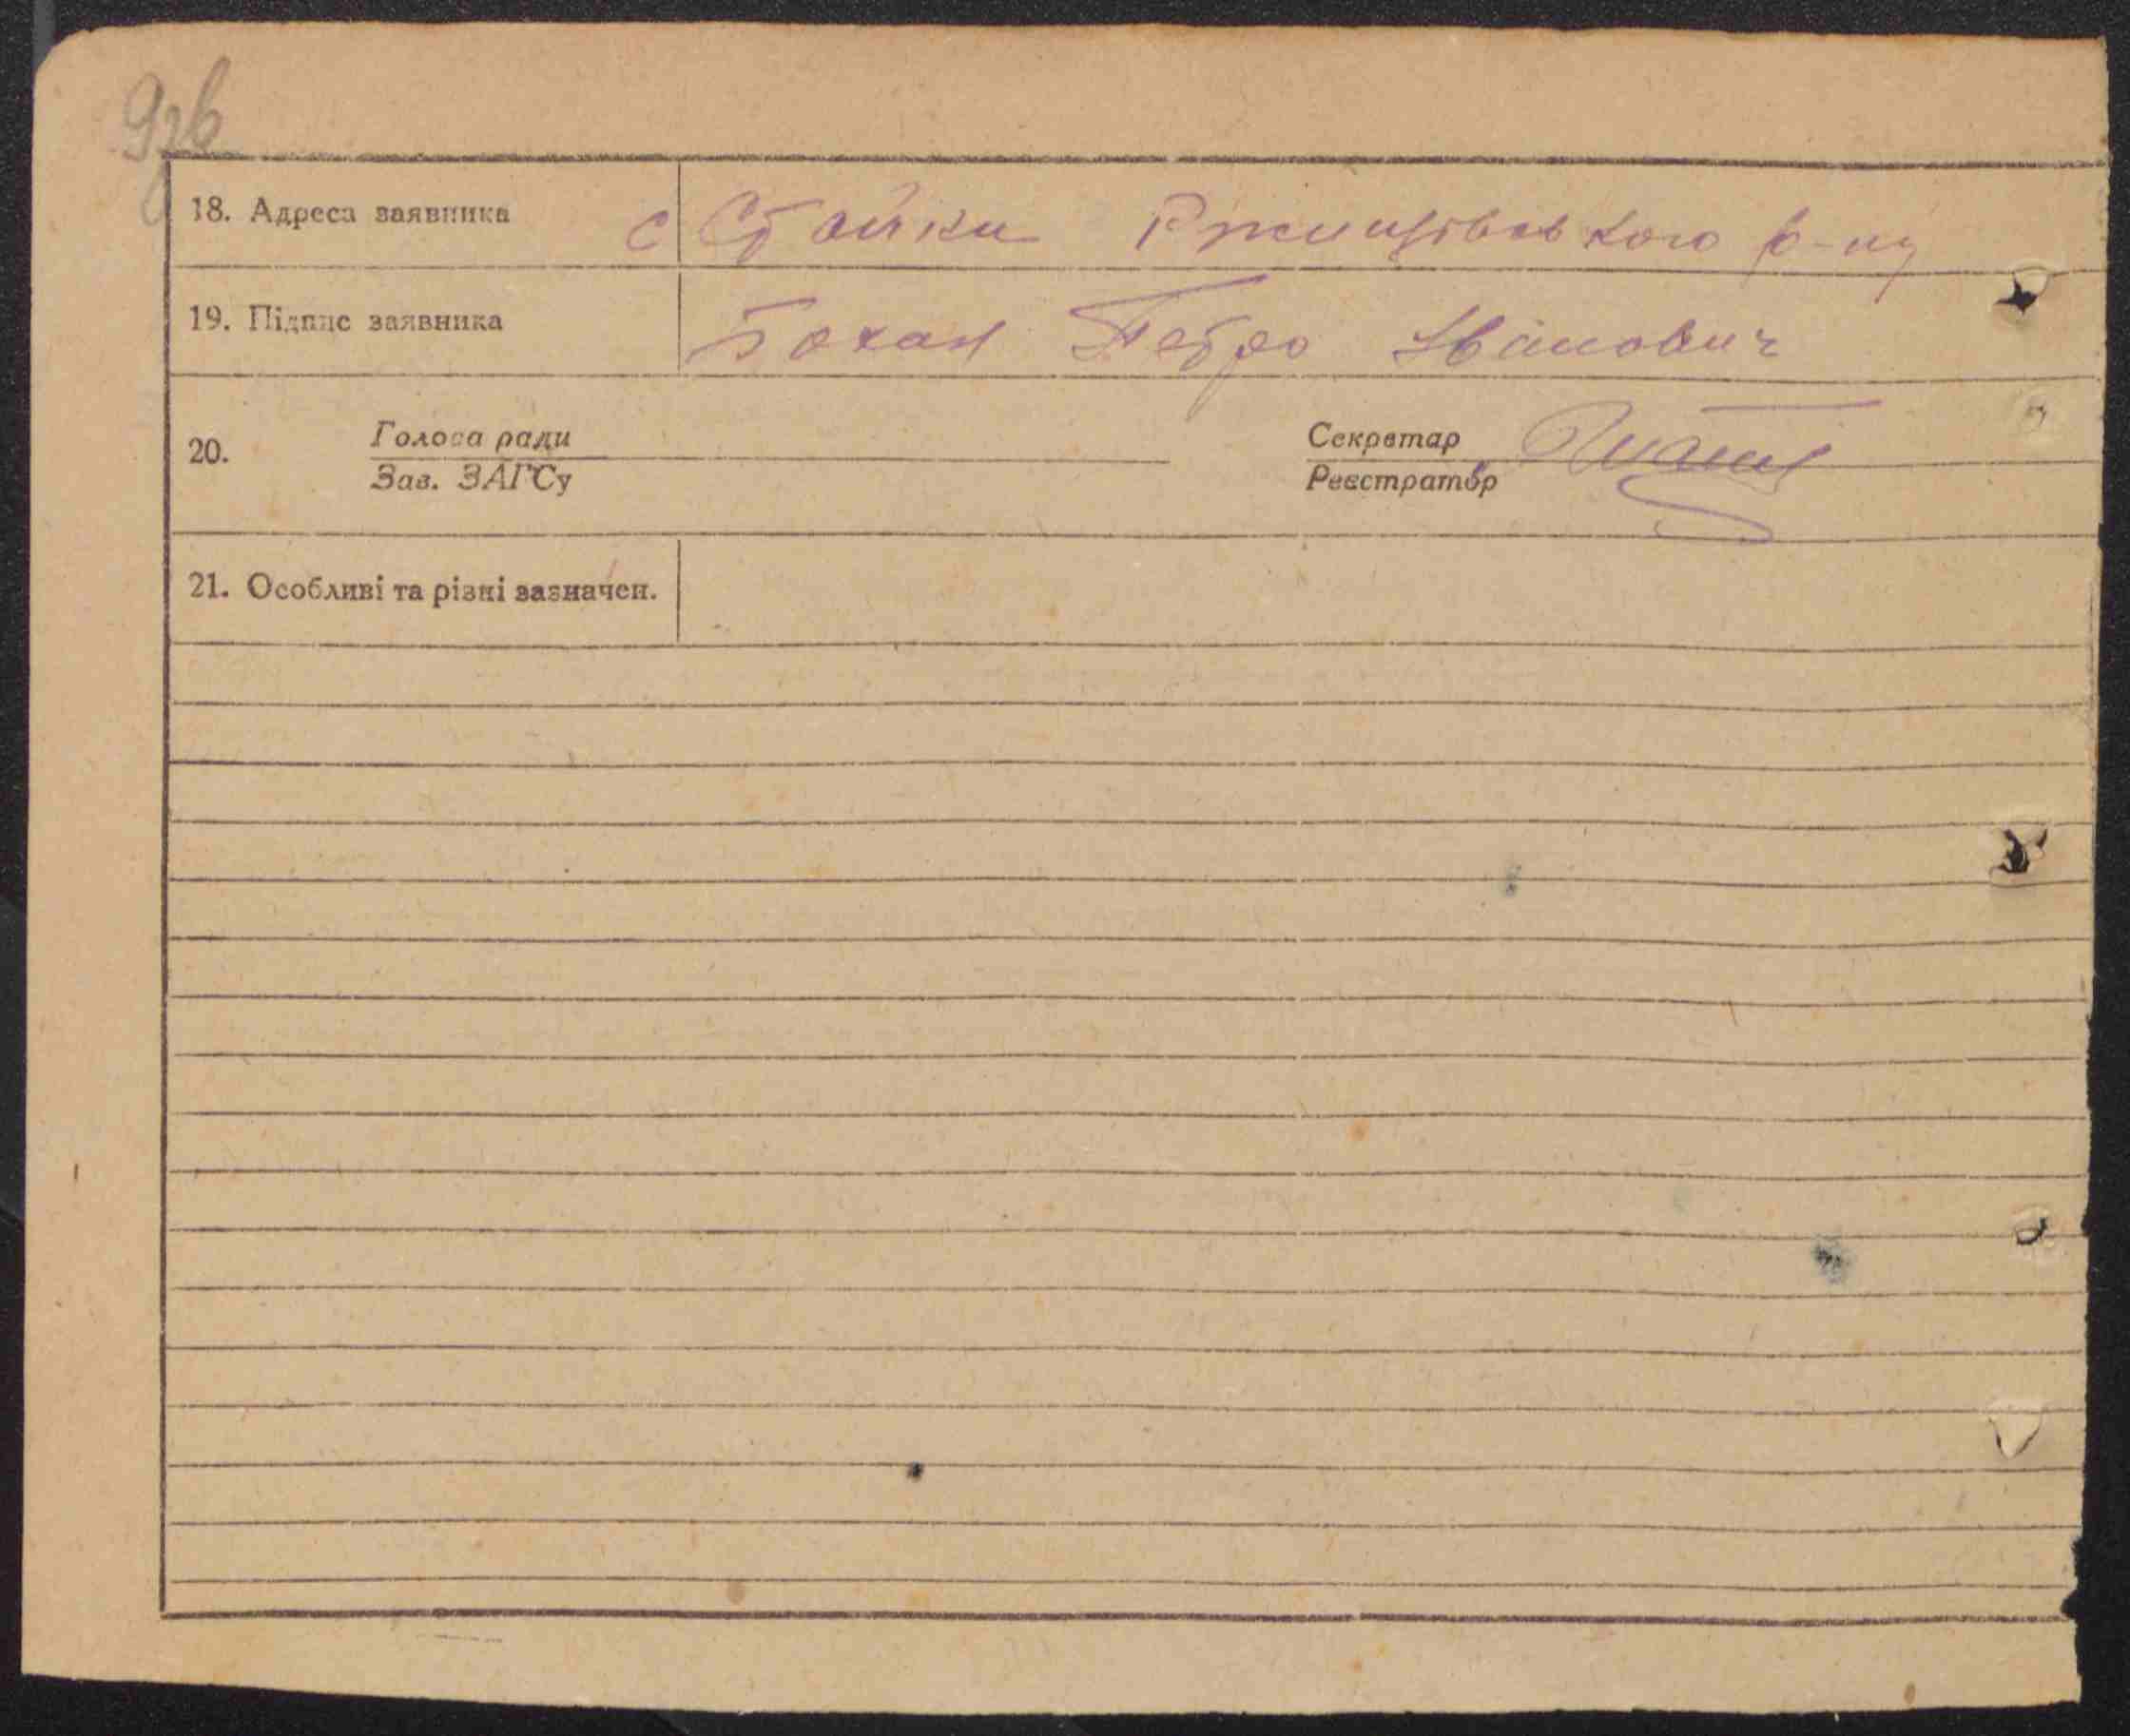 18. Адреса заявника с Стайки Ржищівського р-ну
19. Підпис заявника Бохан Петро Іванович
20. Голова ради Секретар
Зав. ЗАГСу Реєстратор
21. Особливі та різні зазначен.